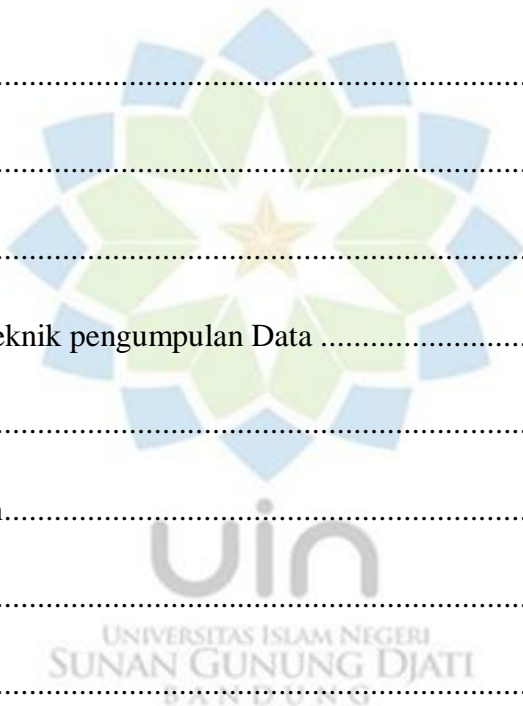 ....................................................................
....................................................................
....................................................................
eknik pengumpulan Data ........................
....................................................................
n..................................................................
uin
....................................................................
UNIVERSITAS ISLAM NEGERI
SUNAN GUNUNG DJATI
....................................................................
BANDUNG